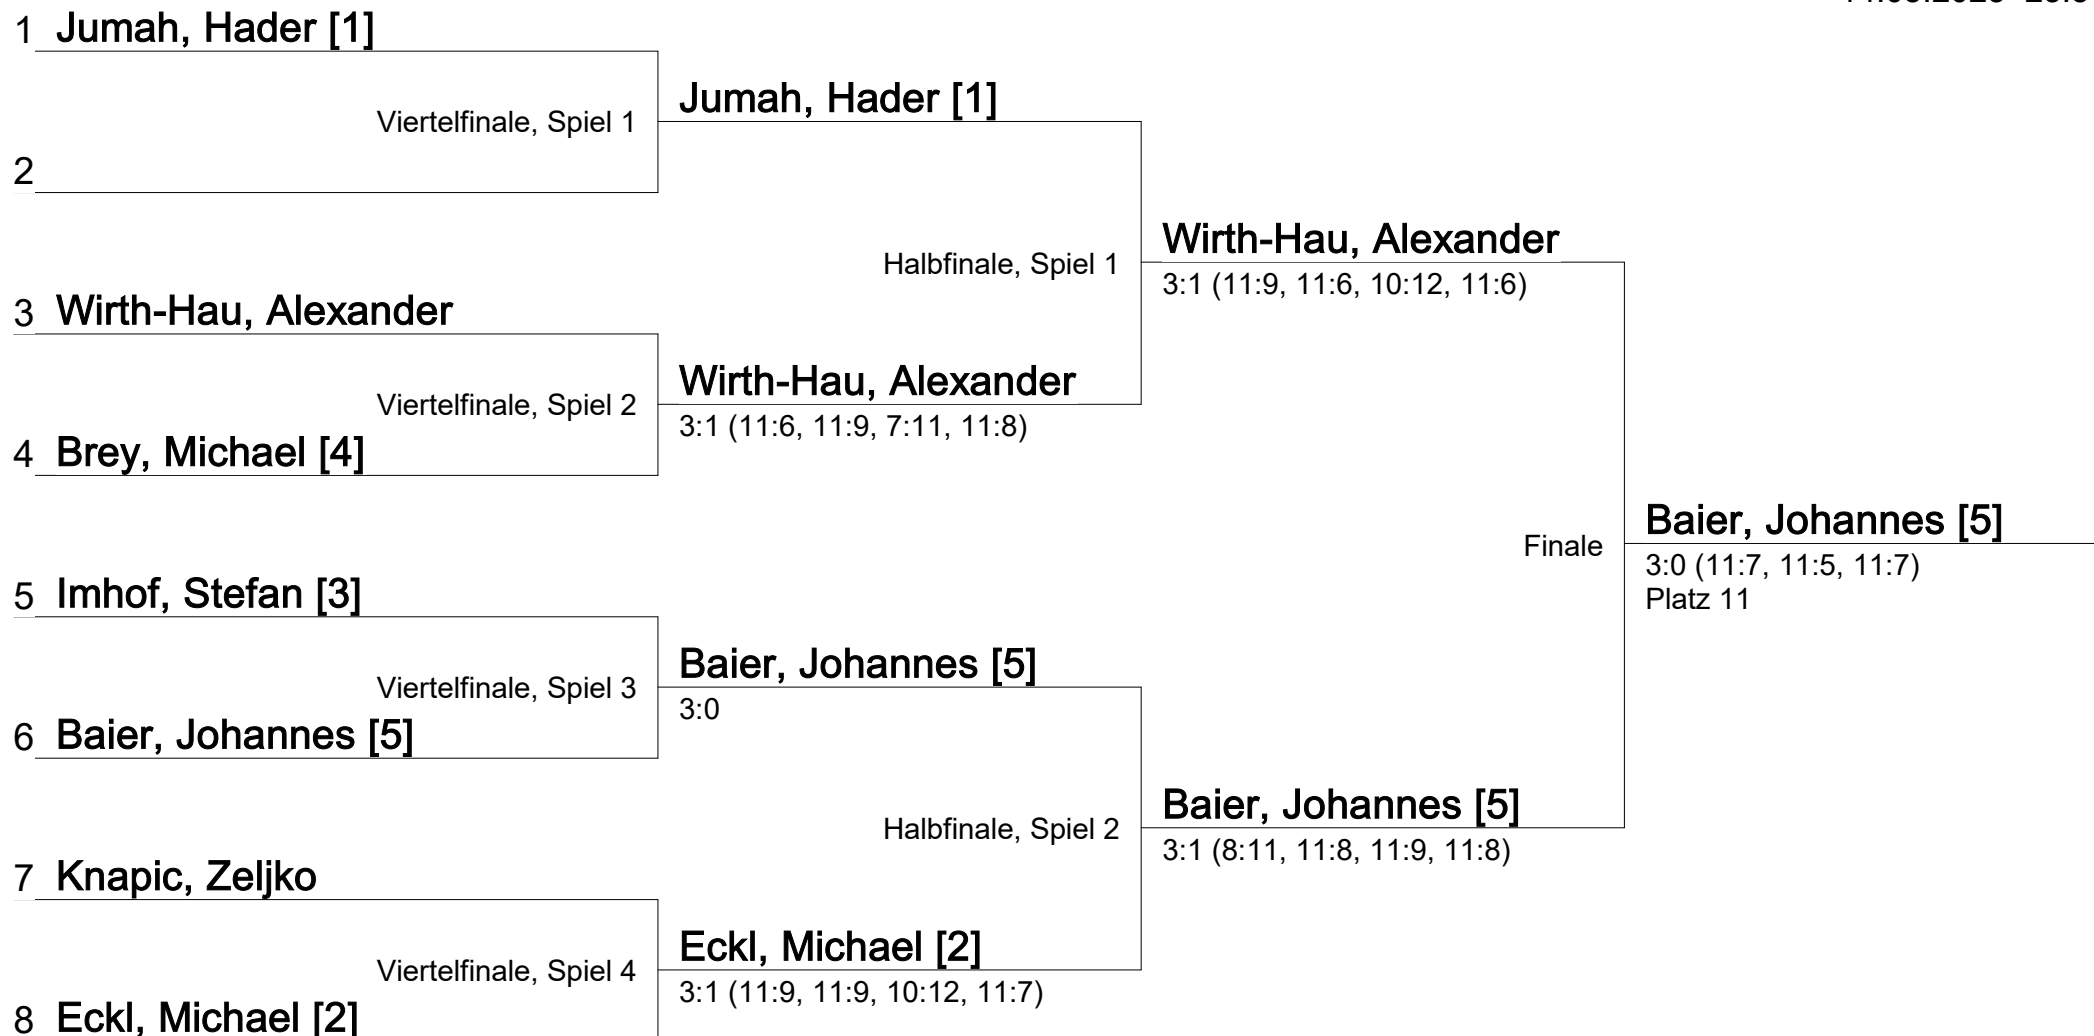 1 Jumah, Hader [1]
Viertelfinale, Spiel 1
Jumah, Hader [1]
2
Halbfinale, Spiel 1
Wirth-Hau, Alexander
3:1 (11:9, 11:6, 10:12, 11:6)
3 Wirth-Hau, Alexander
Viertelfinale, Spiel 2
Wirth-Hau, Alexander
3:1 (11:6, 11:9, 7:11, 11:8)
4 Brey, Michael [4]
Finale
Baier, Johannes [5]
3:0 (11:7, 11:5, 11:7)
Platz 11
5 Imhof, Stefan [3]
Viertelfinale, Spiel 3
Baier, Johannes [5]
3:0
6 Baier, Johannes [5]
Halbfinale, Spiel 2
Baier, Johannes [5]
3:1 (8:11, 11:8, 11:9, 11:8)
7 Knapic, Zeljko
Viertelfinale, Spiel 4
Eckl, Michael [2]
3:1 (11:9, 11:9, 10:12, 11:7)
8 Eckl, Michael [2]